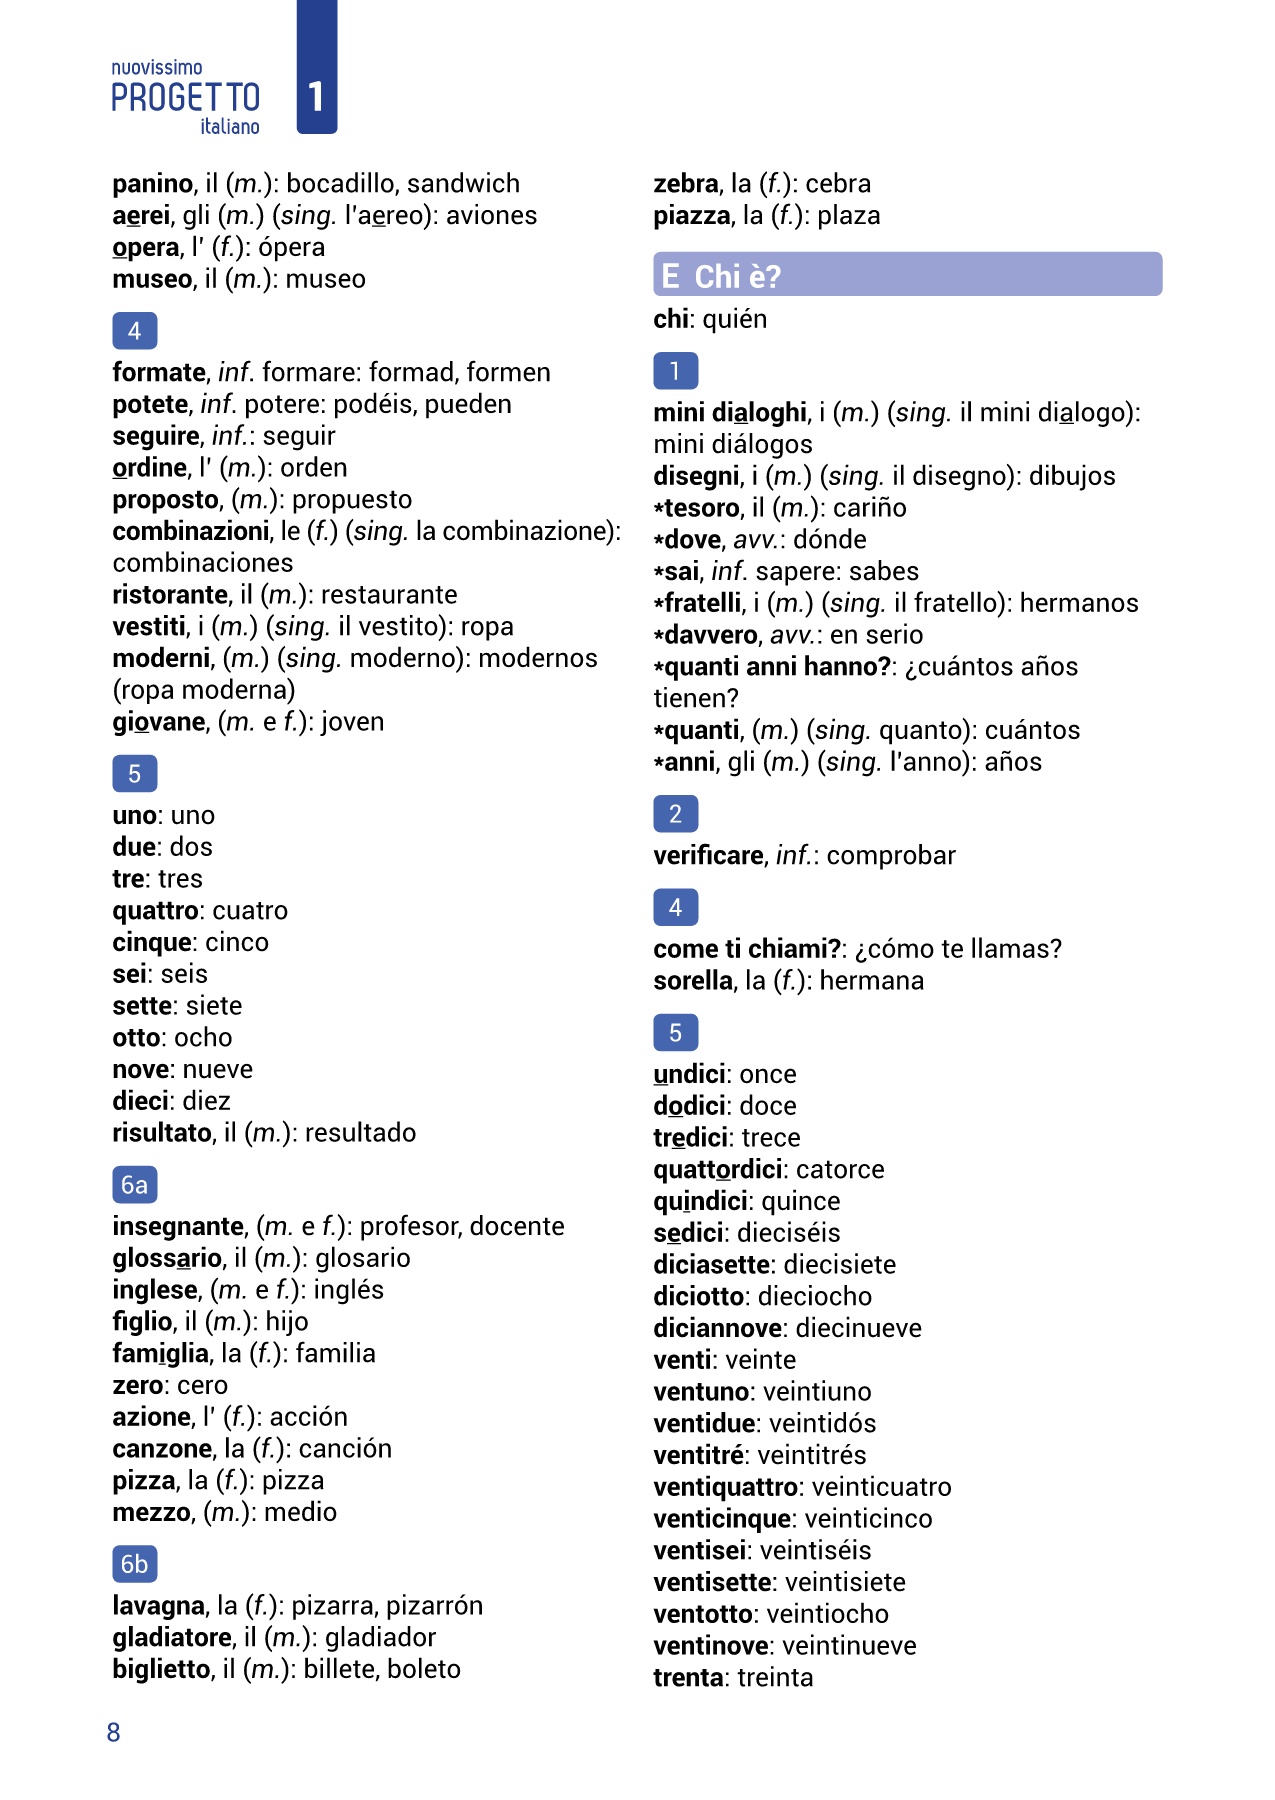 nuovissimo
PROGETTO
italiano
1
panino, il (m.): bocadillo, sandwich
aerei, gli (m.) (sing. l'aereo): aviones
opera, l' (f.): ópera
museo, il (m.): museo
4
formate, inf. formare: formad, formen
potete, inf. potere: podéis, pueden
seguire, inf.: seguir
ordine, l' (m.): orden
proposto, (m.): propuesto
combinazioni, le (f.) (sing. la combinazione):
combinaciones
ristorante, il (m.): restaurante
vestiti, i (m.) (sing. il vestito): ropa
moderni, (m.) (sing. moderno): modernos
(ropa moderna)
giovane, (m. e f.): joven
5
uno: uno
due: dos
tre: tres
quattro: cuatro
cinque: cinco
sei: seis
sette: siete
otto: ocho
nove: nueve
dieci: diez
risultato, il (m.): resultado
6a
insegnante, (m. e f.): profesor, docente
glossario, il (m.): glosario
inglese, (m. e f.): inglés
figlio, il (m.): hijo
famiglia, la (f.): familia
zero: cero
azione, l' (f.): acción
canzone, la (f.): canción
pizza, la (f.): pizza
mezzo, (m.): medio
6b
lavagna, la (f.): pizarra, pizarrón
gladiatore, il (m.): gladiador
biglietto, il (m.): billete, boleto
zebra, la (f.): cebra
piazza, la (f.): plaza
E Chi è?
chi: quién
1
mini dialoghi, i (m.) (sing. il mini dialogo):
mini diálogos
disegni, i (m.) (sing. il disegno): dibujos
*tesoro, il (m.): cariño
*dove, avv.: dónde
*sai, inf. sapere: sabes
*fratelli, i (m.) (sing. il fratello): hermanos
*davvero, avv.: en serio
*quanti anni hanno?: ¿cuántos años
tienen?
*quanti, (m.) (sing. quanto): cuántos
*anni, gli (m.) (sing. l'anno): años
2
verificare, inf.: comprobar
4
come ti chiami?: ¿cómo te llamas?
sorella, la (f.): hermana
5
undici: once
dodici: doce
tredici: trece
quattordici: catorce
quindici: quince
sedici: dieciséis
diciasette: diecisiete
diciotto: dieciocho
diciannove: diecinueve
venti: veinte
ventuno: veintiuno
ventidue: veintidós
ventitré: veintitrés
ventiquattro: veinticuatro
venticinque: veinticinco
ventisei: veintiséis
ventisette: veintisiete
ventotto: veintiocho
ventinove: veintinueve
trenta: treinta
8